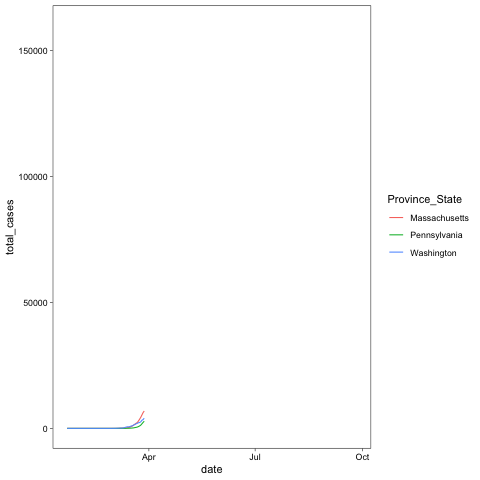 150000
100000
50000
0
total_cases
Apr
Jul
Oct
date
Province_State
Massachusetts
Pennsylvania
Washington